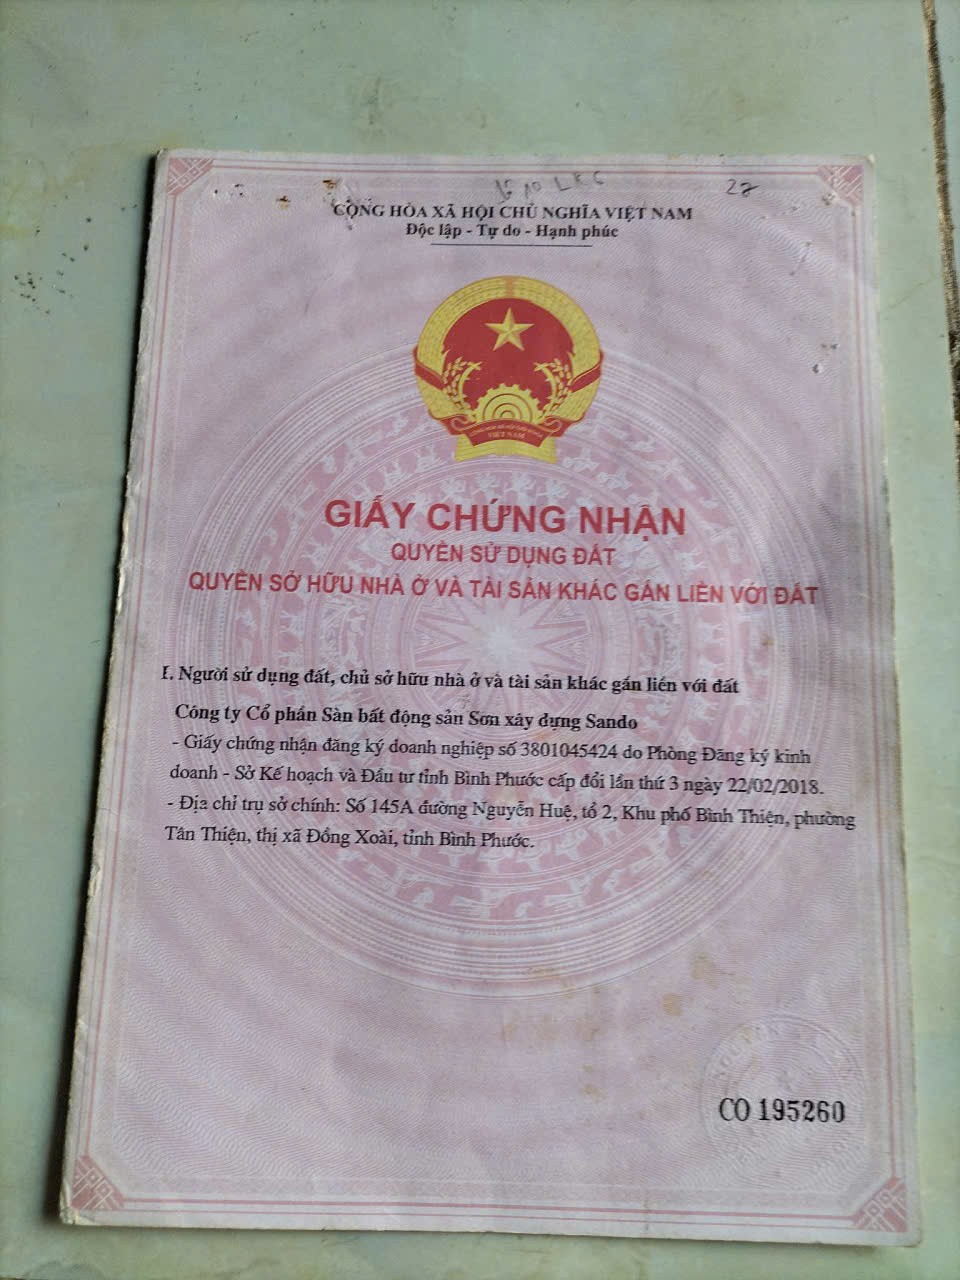 lô 10 LK6 27
CỘNG HÒA XÃ HỘI CHỦ NGHĨA VIỆT NAM
Độc lập - Tự do - Hạnh phúc
VIỆT NAM
GIẤY CHỨNG NHẬN
QUYỀN SỬ DỤNG ĐẤT
QUYỀN SỞ HỮU NHÀ Ở VÀ TÀI SẢN KHÁC GẮN LIỀN VỚI ĐẤT
I. Người sử dụng đất, chủ sở hữu nhà ở và tài sản khác gắn liền với đất
Công ty Cổ phần Sàn bất động sản Sơn xây dựng Sando
- Giấy chứng nhận đăng ký doanh nghiệp số 3801045424 do Phòng Đăng ký kinh
doanh - Sở Kế hoạch và Đầu tư tỉnh Bình Phước cấp đổi lần thứ 3 ngày 22/02/2018.
- Địa chỉ trụ sở chính: Số 145A đường Nguyễn Huệ, tổ 2, Khu phố Bình Thiện, phường
Tân Thiện, thị xã Đồng Xoài, tỉnh Bình Phước.
CO 195260